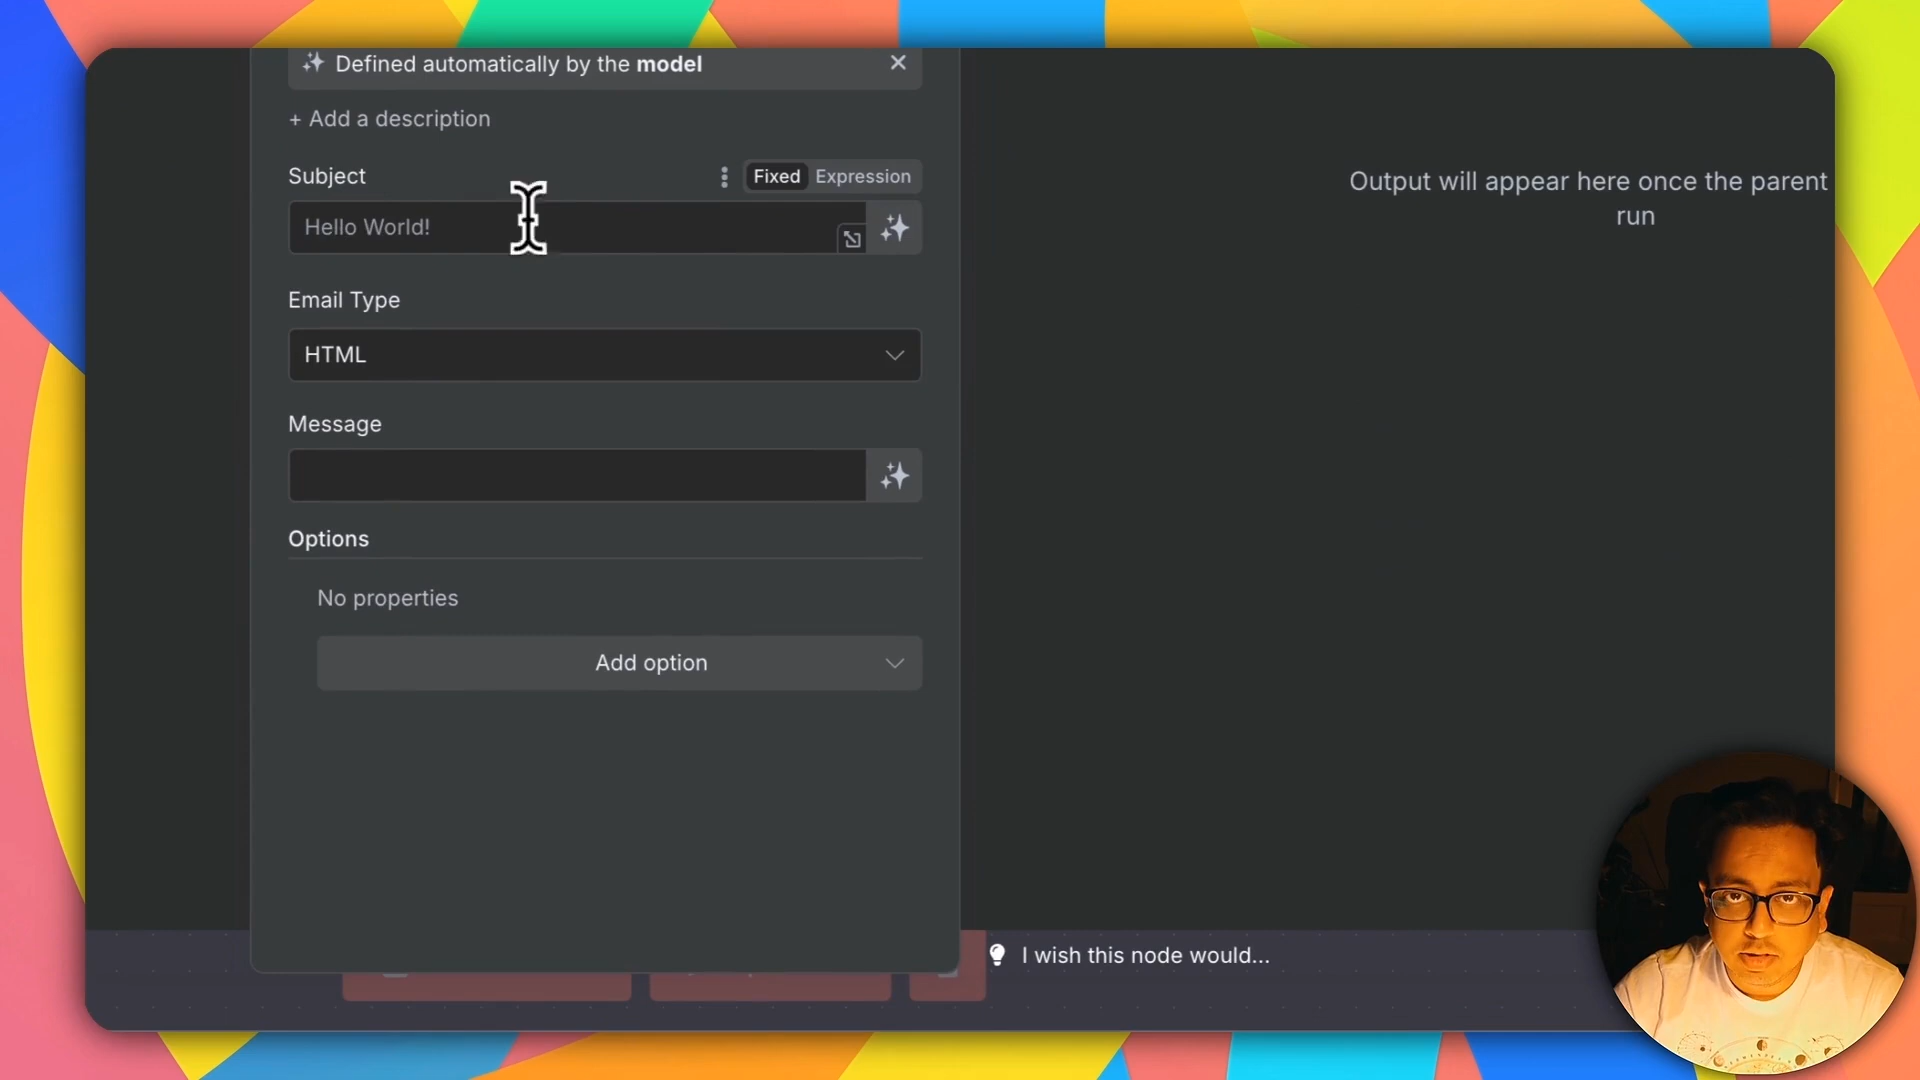 Defined automatically by the model
+ Add a description
Subject
Fixed Expression
Hello World!
Email Type
HTML
Message
Options
No properties
Add option
Output will appear here once the parent
run
I wish this node would...